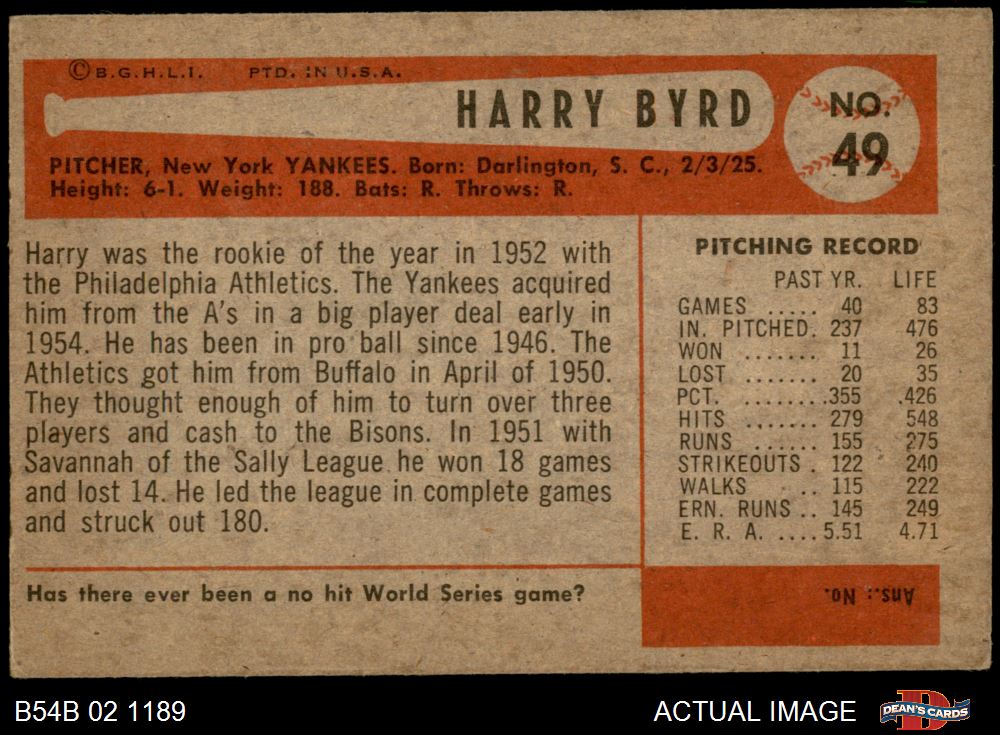 ©B.G.H.L.I. PTD. IN U.S.A.
HARRY BYRD
NO.
49
PITCHER, New York YANKEES. Born: Darlington, S. C., 2/3/25.
Height: 6-1. Weight: 188. Bats: R. Throws: R.
Harry was the rookie of the year in 1952 with
the Philadelphia Athletics. The Yankees acquired
him from the A's in a big player deal early in
1954. He has been in pro ball since 1946. The
Athletics got him from Buffalo in April of 1950.
They thought enough of him to turn over three
players and cash to the Bisons. In 1951 with
Savannah of the Sally League he won 18 games
and lost 14. He led the league in complete games
and struck out 180.
PITCHING RECORD
PAST YR. LIFE
GAMES ..... 40 83
IN. PITCHED. 237 476
WON ....... 11 26
LOST ....... 20 35
PCT. ........355 .426
HITS ....... 279 548
RUNS ...... 155 275
STRIKEOUTS . 122 240
WALKS .. 115 222
ERN. RUNS .. 145 249
E. R. A. .... 5.51 4.71
Has there ever been a no hit World Series game?
Ans.: No.
B54B 02 1189
ACTUAL IMAGE
DEAN'S CARDS